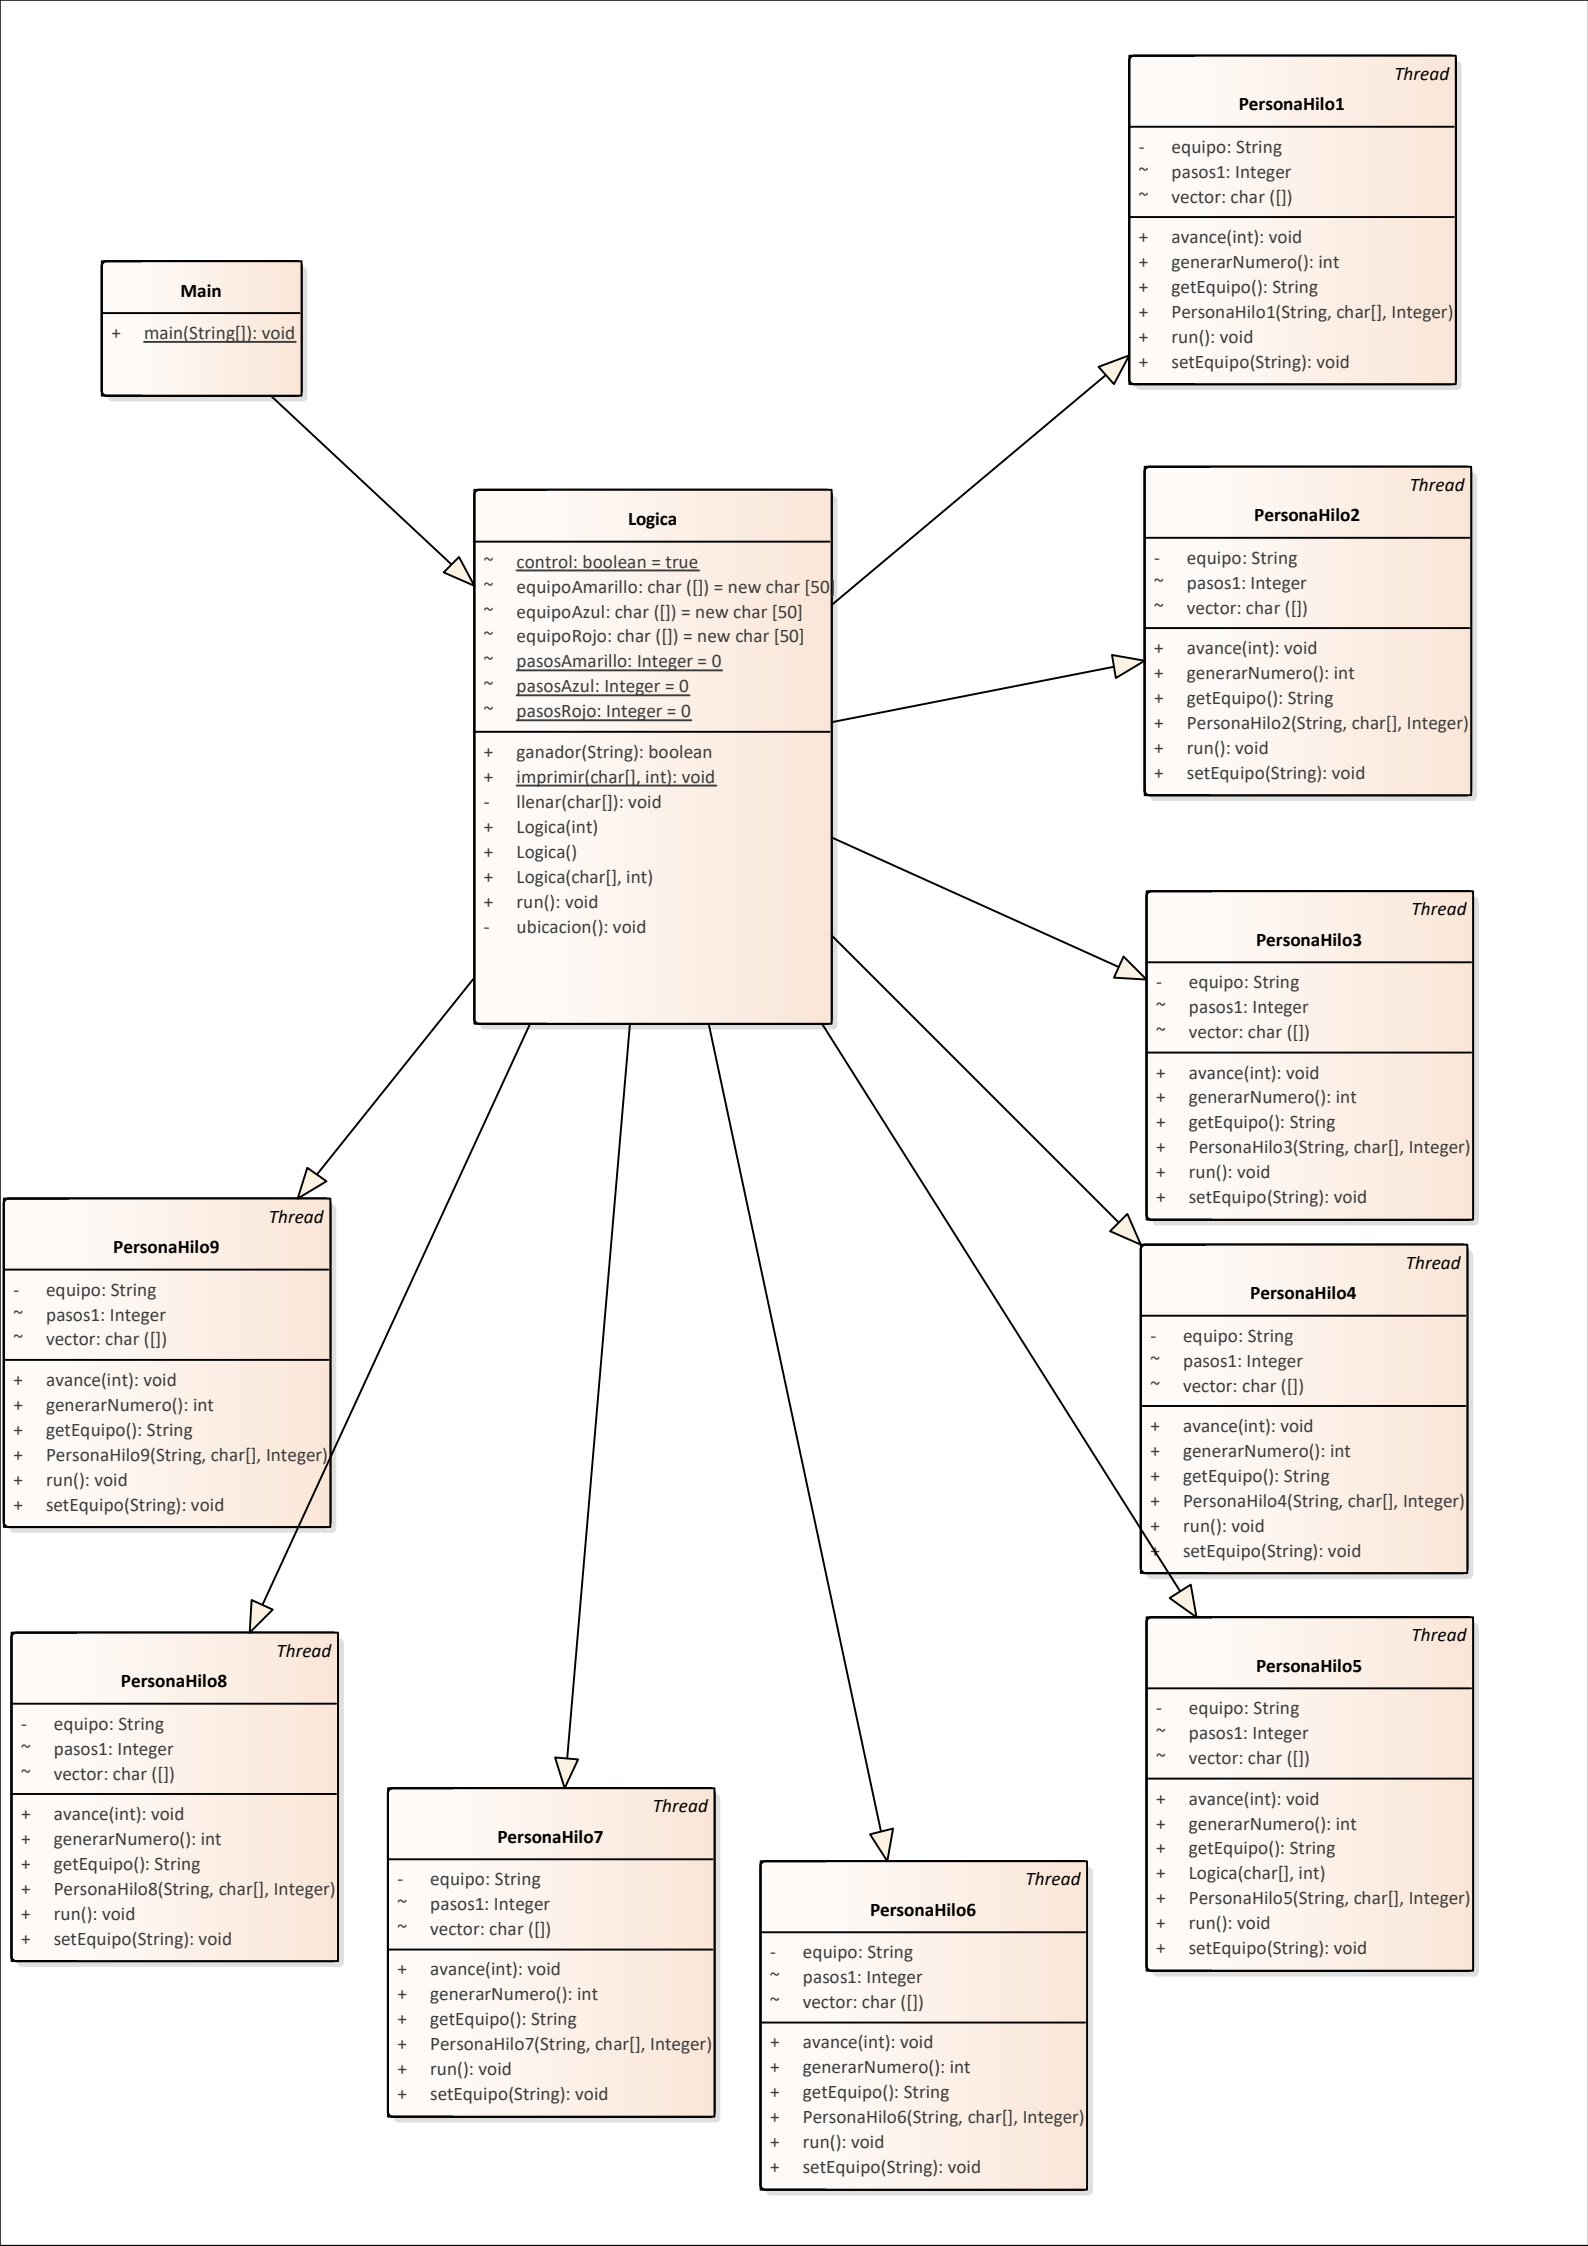 Main
+ main(String[]): void
Logica
~ control: boolean = true
~ equipoAmarillo: char ([]) = new char [50]
~ equipoAzul: char ([]) = new char [50]
~ equipoRojo: char ([]) = new char [50]
~ pasosAmarillo: Integer = 0
~ pasosAzul: Integer = 0
~ pasosRojo: Integer = 0
+ ganador(String): boolean
+ imprimir(char[], int): void
- llenar(char[]): void
+ Logica(int)
+ Logica()
+ Logica(char[], int)
+ run(): void
- ubicacion(): void
Thread
PersonaHilo1
- equipo: String
~ pasos1: Integer
~ vector: char ([])
+ avance(int): void
+ generarNumero(): int
+ getEquipo(): String
+ PersonaHilo1(String, char[], Integer)
+ run(): void
+ setEquipo(String): void
Thread
PersonaHilo2
- equipo: String
~ pasos1: Integer
~ vector: char ([])
+ avance(int): void
+ generarNumero(): int
+ getEquipo(): String
+ PersonaHilo2(String, char[], Integer)
+ run(): void
+ setEquipo(String): void
Thread
PersonaHilo3
- equipo: String
~ pasos1: Integer
~ vector: char ([])
+ avance(int): void
+ generarNumero(): int
+ getEquipo(): String
+ PersonaHilo3(String, char[], Integer)
+ run(): void
+ setEquipo(String): void
Thread
PersonaHilo4
- equipo: String
~ pasos1: Integer
~ vector: char ([])
+ avance(int): void
+ generarNumero(): int
+ getEquipo(): String
+ PersonaHilo4(String, char[], Integer)
+ run(): void
+ setEquipo(String): void
Thread
PersonaHilo5
- equipo: String
~ pasos1: Integer
~ vector: char ([])
+ avance(int): void
+ generarNumero(): int
+ getEquipo(): String
+ Logica(char[], int)
+ PersonaHilo5(String, char[], Integer)
+ run(): void
+ setEquipo(String): void
Thread
PersonaHilo6
- equipo: String
~ pasos1: Integer
~ vector: char ([])
+ avance(int): void
+ generarNumero(): int
+ getEquipo(): String
+ PersonaHilo6(String, char[], Integer)
+ run(): void
+ setEquipo(String): void
Thread
PersonaHilo7
- equipo: String
~ pasos1: Integer
~ vector: char ([])
+ avance(int): void
+ generarNumero(): int
+ getEquipo(): String
+ PersonaHilo7(String, char[], Integer)
+ run(): void
+ setEquipo(String): void
Thread
PersonaHilo8
- equipo: String
~ pasos1: Integer
~ vector: char ([])
+ avance(int): void
+ generarNumero(): int
+ getEquipo(): String
+ PersonaHilo8(String, char[], Integer)
+ run(): void
+ setEquipo(String): void
Thread
PersonaHilo9
- equipo: String
~ pasos1: Integer
~ vector: char ([])
+ avance(int): void
+ generarNumero(): int
+ getEquipo(): String
+ PersonaHilo9(String, char[], Integer)
+ run(): void
+ setEquipo(String): void